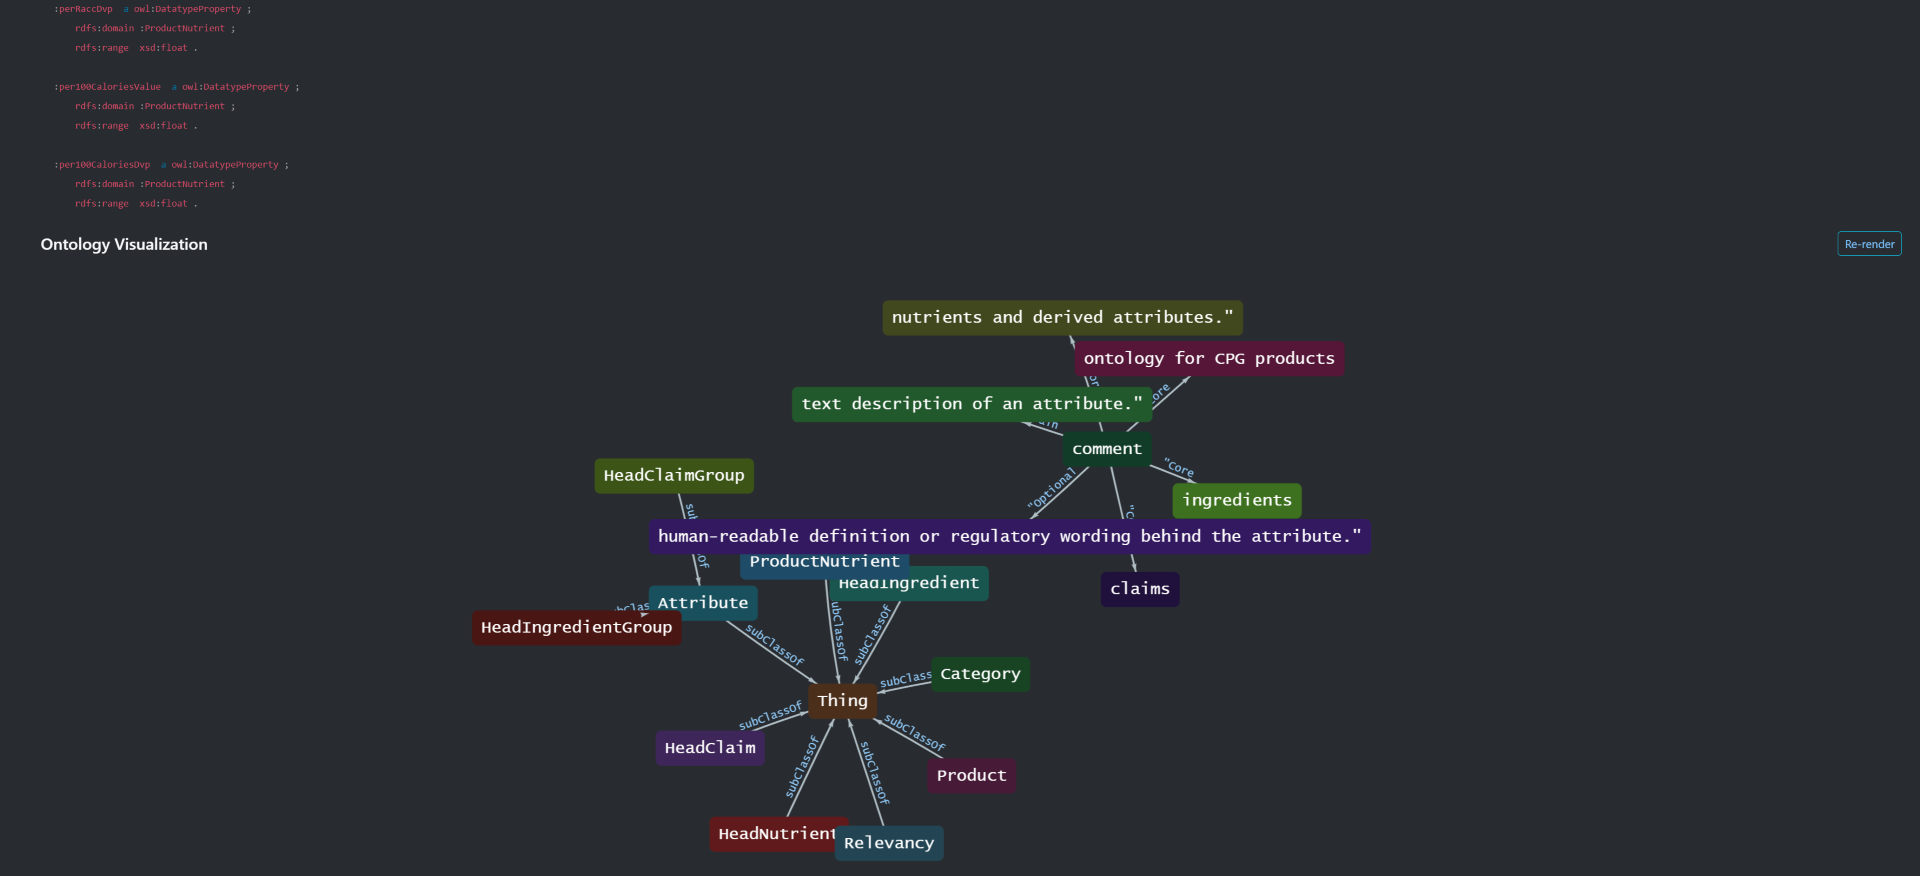 :perRaccDvp a owl:DatatypeProperty ;
rdfs:domain :ProductNutrient ;
rdfs:range xsd:float .
:per100CaloriesValue a owl:DatatypeProperty ;
rdfs:domain :ProductNutrient ;
rdfs:range xsd:float .
:per100CaloriesDvp a owl:DatatypeProperty ;
rdfs:domain :ProductNutrient ;
rdfs:range xsd:float .
Ontology Visualization
Re-render
nutrients and derived attributes."
ontology for CPG products
text description of an attribute."
comment
"Core
HeadClaimGroup
"Optional
ingredients
human-readable definition or regulatory wording behind the attribute."
ProductNutrient
HeadIngredient
claims
Attribute
HeadIngredientGroup
subClassOf
subClassOf
subClassOf
Category
subClass
Thing
subClassOf
subClassOf
HeadClaim
subClassOf
subClassOf
Product
HeadNutrient
Relevancy